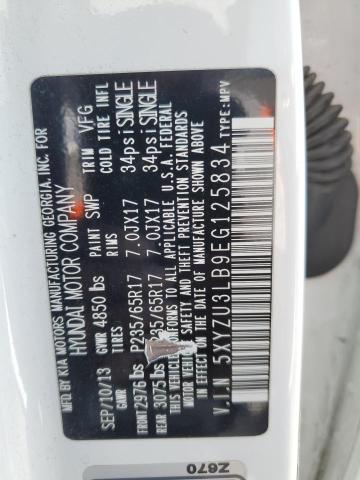 MFD. BY KIA MOTORS MANUFACTURING GEORGIA, INC. FOR
HYUNDAI MOTOR COMPANY
SEP/10/13 GVWR 4850 lbs PAINT SWP TRIM VFG
GAWR TIRES RIMS COLD TIRE INFL
FRONT 2976 lbs P235/65R17 7.0JX17 34psi SINGLE
REAR 3075 lbs 235/65R17 7.0JX17 34psi SINGLE
THIS VEHICLE TO ALL APPLICABLE U.S.A. FEDERAL
MOTOR VEHICLE SAFETY AND THEFT PREVENTION STANDARDS
IN EFFECT ON THE DATE OF MANUFACTURE SHOWN ABOVE.
V.I.N 5XYZU3LB9EG125834 TYPE:MPV
Z670